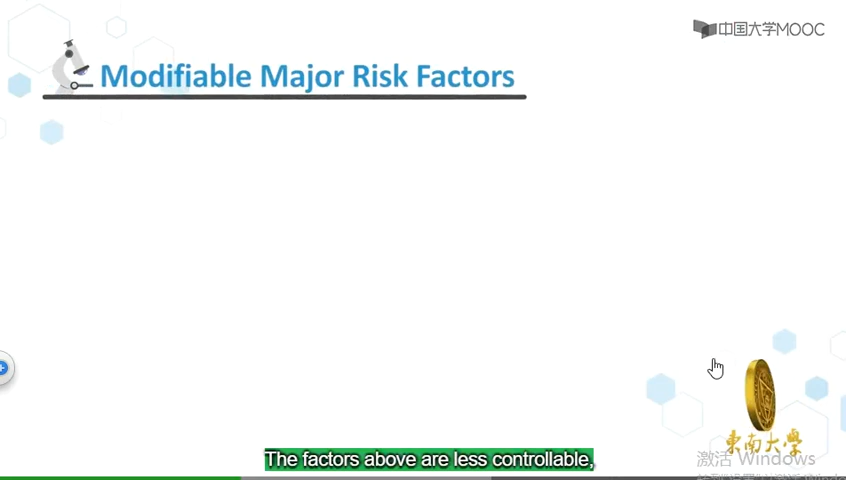 中国大学MOOC
Modifiable Major Risk Factors
東南大學
The factors above are less controllable,
激活 Windows